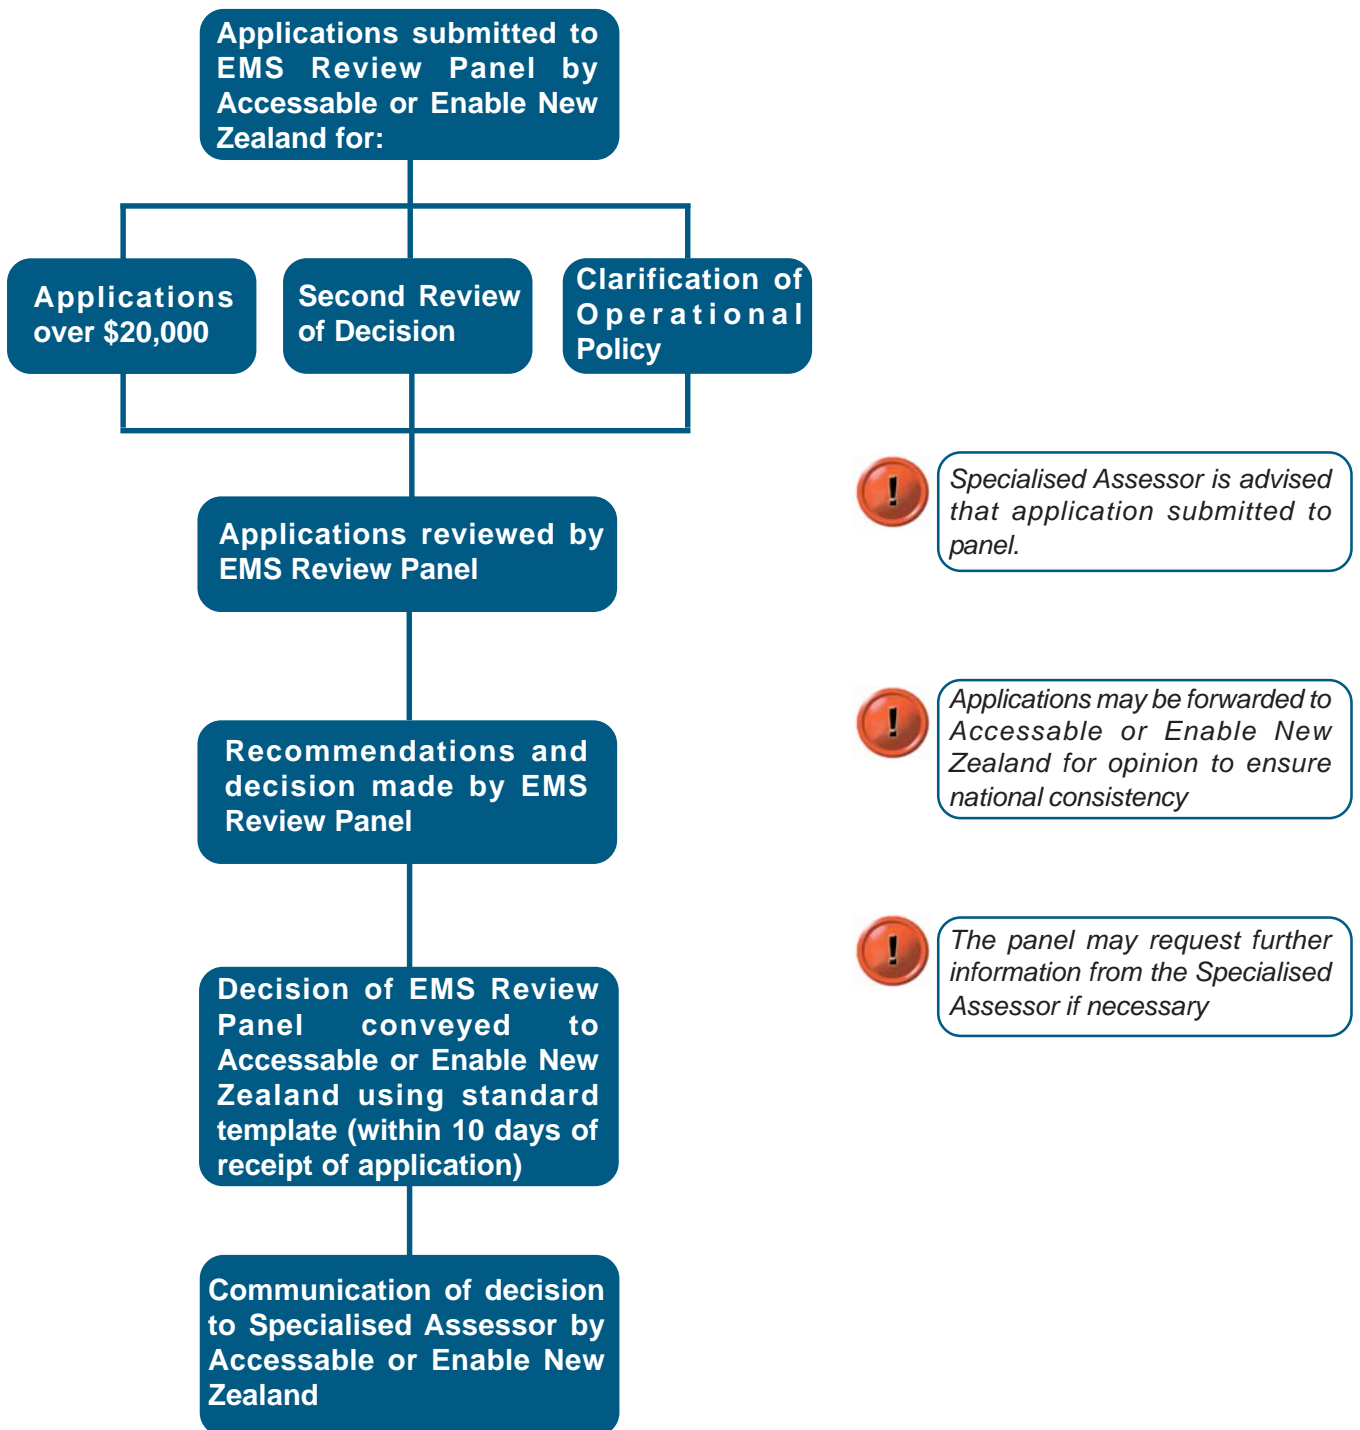 Applications submitted to
EMS Review Panel by
Accessable or Enable New
Zealand for:
Applications
over $20,000
Second Review
of Decision
Clarification of
Operational
Policy
Applications reviewed by
EMS Review Panel
Specialised Assessor is advised
that application submitted to
panel.
Recommendations and
decision made by EMS
Review Panel
Applications may be forwarded to
Accessable or Enable New
Zealand for opinion to ensure
national consistency
Decision of EMS Review
Panel conveyed to
Accessable or Enable New
Zealand using standard
template (within 10 days of
receipt of application)
The panel may request further
information from the Specialised
Assessor if necessary
Communication of decision
to Specialised Assessor by
Accessable or Enable New
Zealand